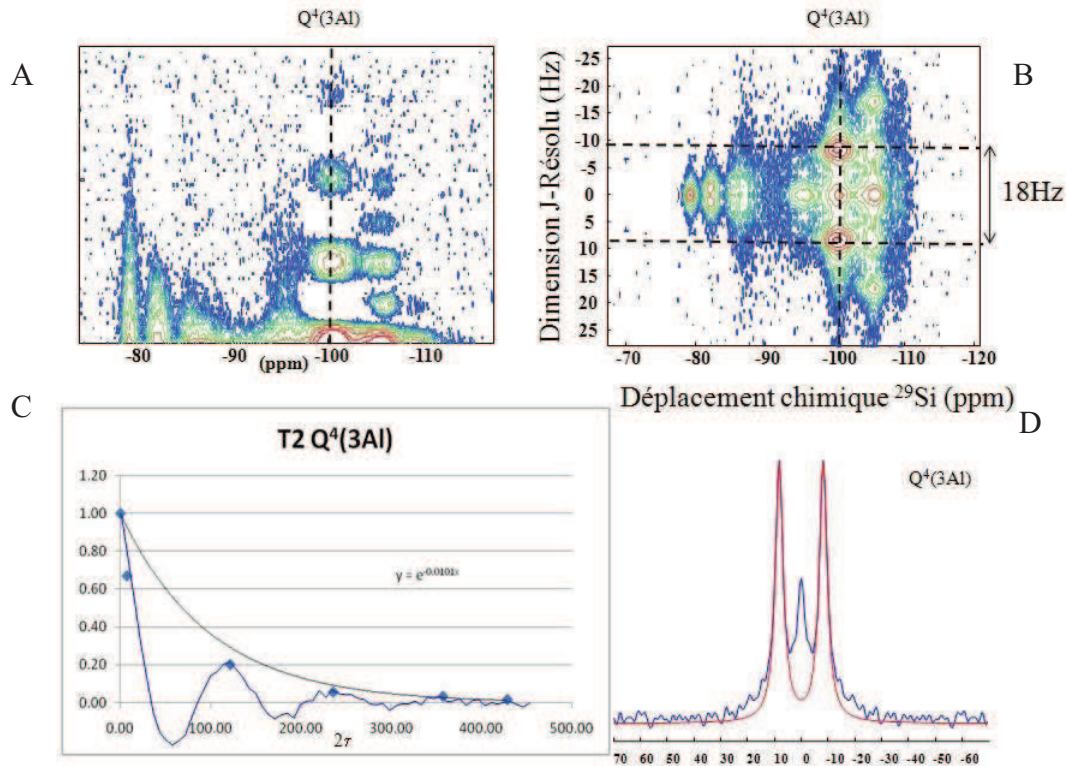 Q⁴(3Al)
Q⁴(3Al)
A
B
-80
-90
-100
-110
(ppm)
Dimension J-Résolu (Hz)
-25
-20
-15
-10
-5
0
5
10
15
20
25
18Hz
-70
-80
-90
-100
-110
-120
Déplacement chimique ²⁹Si (ppm)
C
T2 Q⁴(3Al)
1.20
1.00
0.80
0.60
0.40
0.20
0.00
y = e^-0.0101x
0.00
100.00
200.00
300.00
400.00
500.00
2τ
D
Q⁴(3Al)
70 60 50 40 30 20 10 0 -10 -20 -30 -40 -50 -60